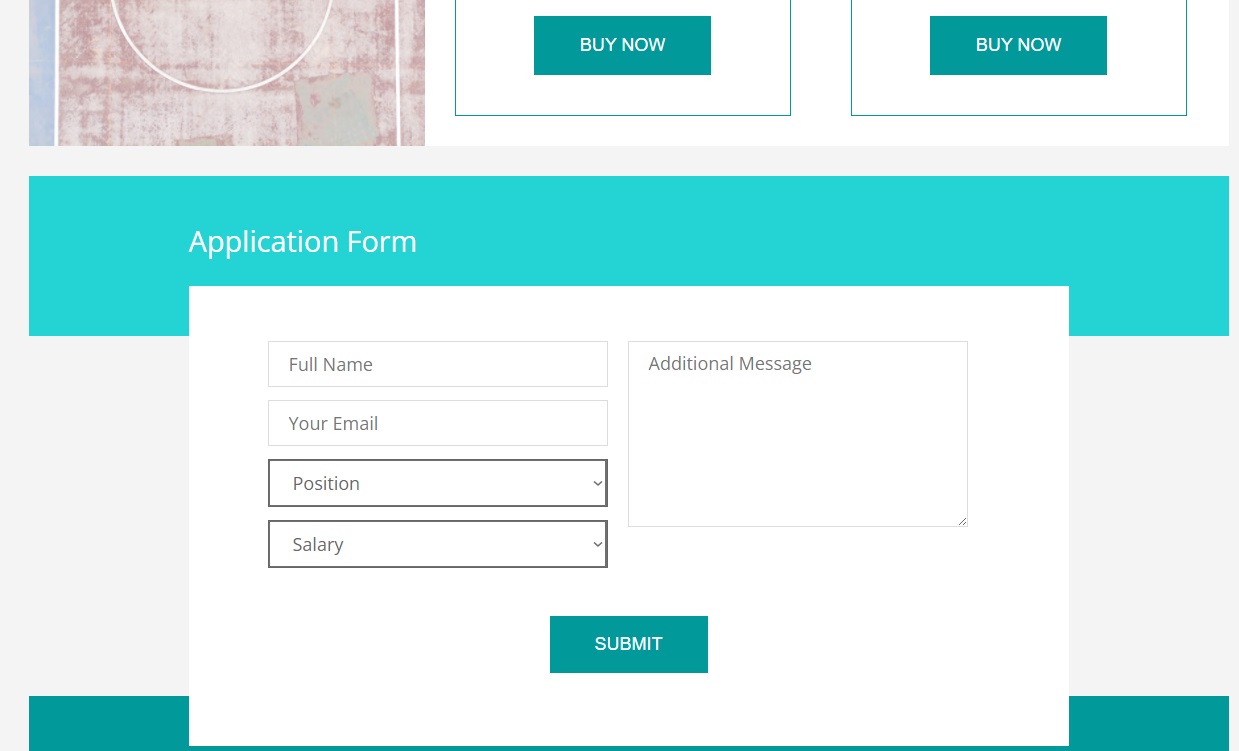 BUY NOW
BUY NOW
Application Form
Full Name
Your Email
Position
Salary
Additional Message
SUBMIT